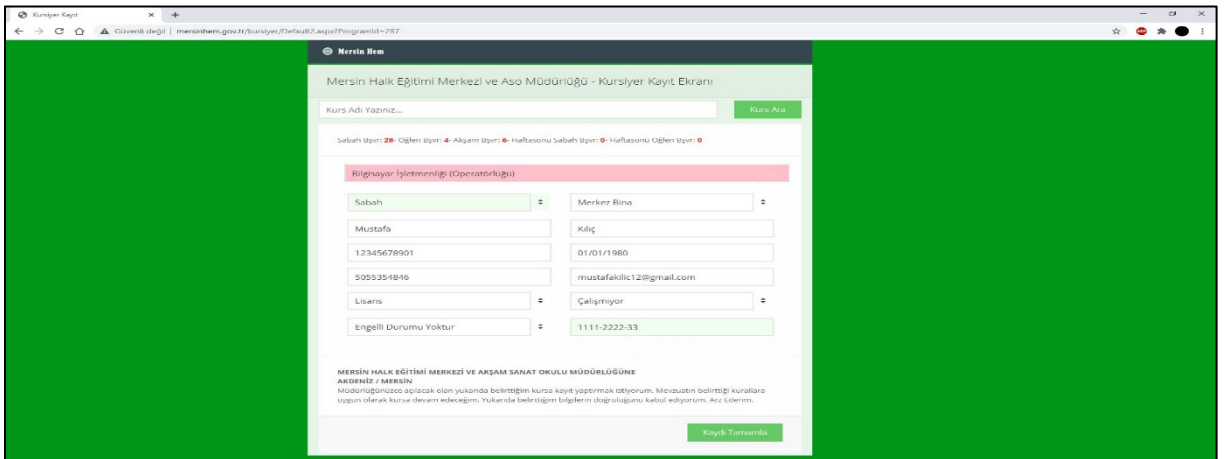 Kursiyer Kayıt
Güvenli değil | mersinhem.gov.tr/kursiyer/Default2.aspx?ProgramId=287
Mersin Hem
Mersin Halk Eğitimi Merkezi ve Aso Müdürlüğü - Kursiyer Kayıt Ekranı
Kurs Adı Yazınız... Kurs Ara
Sabah Bşvr: 28- Oğlen Bşvr: 4- Akşam Bşvr: 6- Haftasonu Sabah Bşvr: 0- Haftasonu Oğlen Bşvr: 0
Bilgisayar İşletmenliği (Operatörlüğü)
Sabah Merkez Bina
Mustafa Kılıç
12345678901 01/01/1980
5055354846 mustafakilic12@gmail.com
Lisans Çalışmıyor
Engelli Durumu Yoktur 1111-2222-33
MERSİN HALK EĞİTİMİ MERKEZİ VE AKŞAM SANAT OKULU MÜDÜRLÜĞÜNE
AKDENİZ / MERSİN
Müdürlüğünüzce açılacak olan yukarıda belirttiğim kursa kayıt yaptırmak istiyorum. Mevzuatın belirttiği kurallara
uygun olarak kursa devam edeceğim. Yukarıda belirttiğim bilgilerin doğruluğunu kabul ediyorum. Arz Ederim.
Kaydı Tamamla